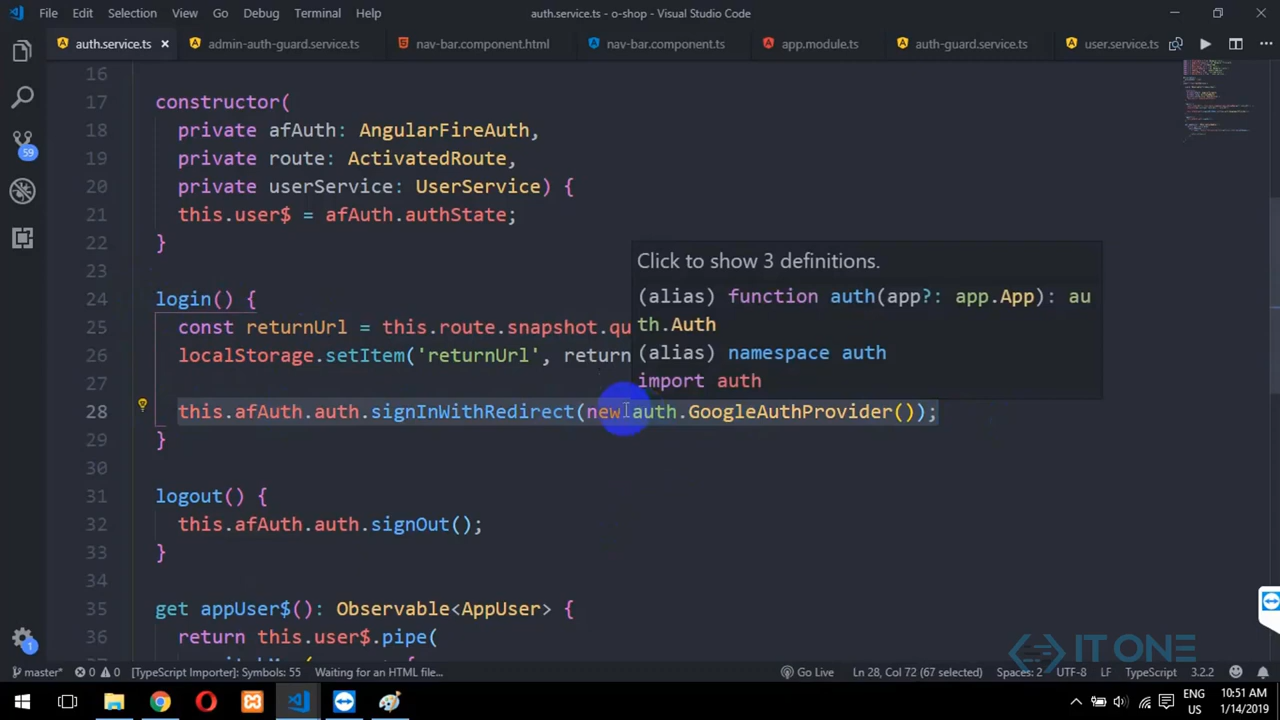 File Edit Selection View Go Debug Terminal Help auth.service.ts - o-shop - Visual Studio Code
auth.service.ts admin-auth-guard.service.ts nav-bar.component.html nav-bar.component.ts app.module.ts auth-guard.service.ts user.service.ts
16
17 constructor(
18 private afAuth: AngularFireAuth,
19 private route: ActivatedRoute,
20 private userService: UserService) {
21 this.user$ = afAuth.authState;
22 }
23
Click to show 3 definitions.
(alias) function auth(app?: app.App): au
th.Auth
(alias) namespace auth
import auth
24 login() {
25 const returnUrl = this.route.snapshot.qu
26 localStorage.setItem('returnUrl', return
27
28 this.afAuth.auth.signInWithRedirect(new auth.GoogleAuthProvider());
29 }
30
31 logout() {
32 this.afAuth.auth.signOut();
33 }
34
35 get appUser$(): Observable<AppUser> {
36 return this.user$.pipe(
59
1
IT ONE
master* 0 0 [TypeScript Importer]: Symbols: 55 Waiting for an HTML file... Go Live Ln 28, Col 72 (67 selected) Spaces: 2 UTF-8 LF TypeScript 3.2.2
ENG 10:51 AM
US 1/14/2019